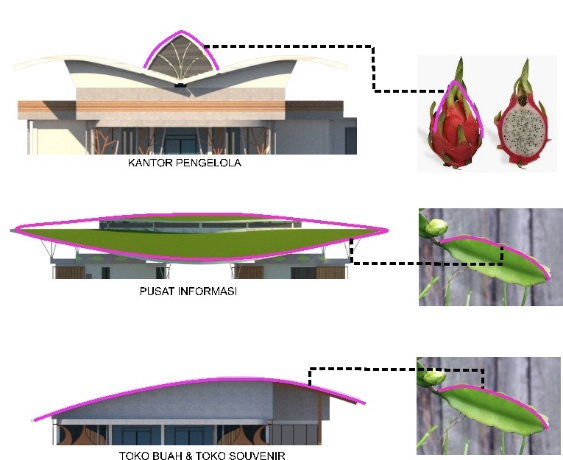 KANTOR PENGELOLA
PUSAT INFORMASI
TOKO BUAH & TOKO SOUVENIR